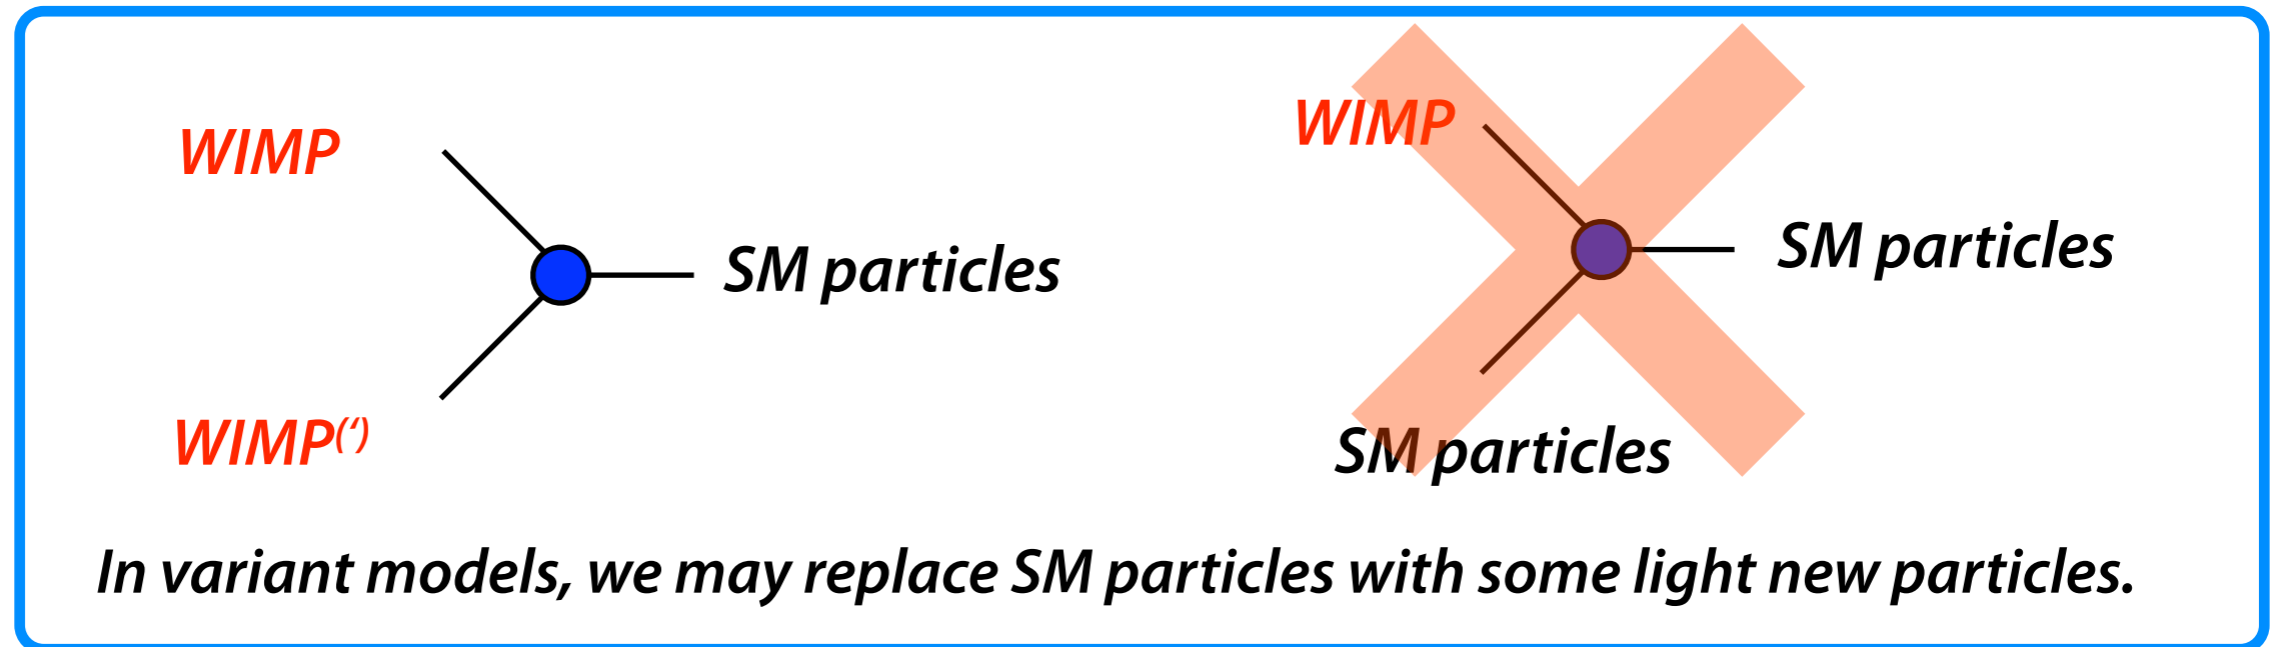 WIMP
WIMP(‘)
SM particles
WIMP
SM particles
SM particles
In variant models, we may replace SM particles with some light new particles.